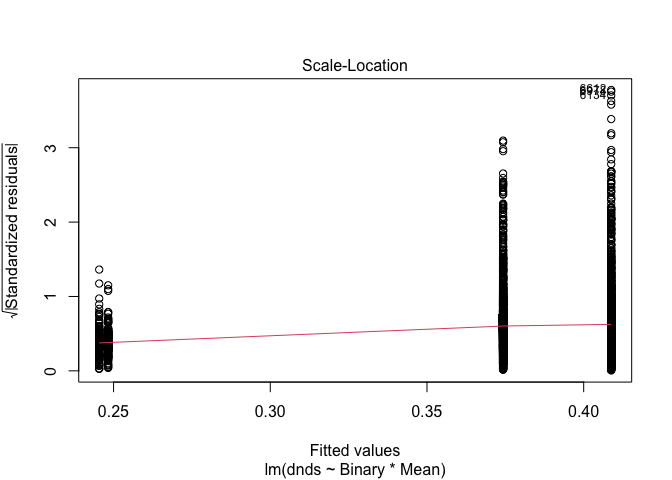 Scale-Location
√|Standardized residuals|
3
2
1
0
6134
0.25 0.30 0.35 0.40
Fitted values
lm(dnds ~ Binary * Mean)